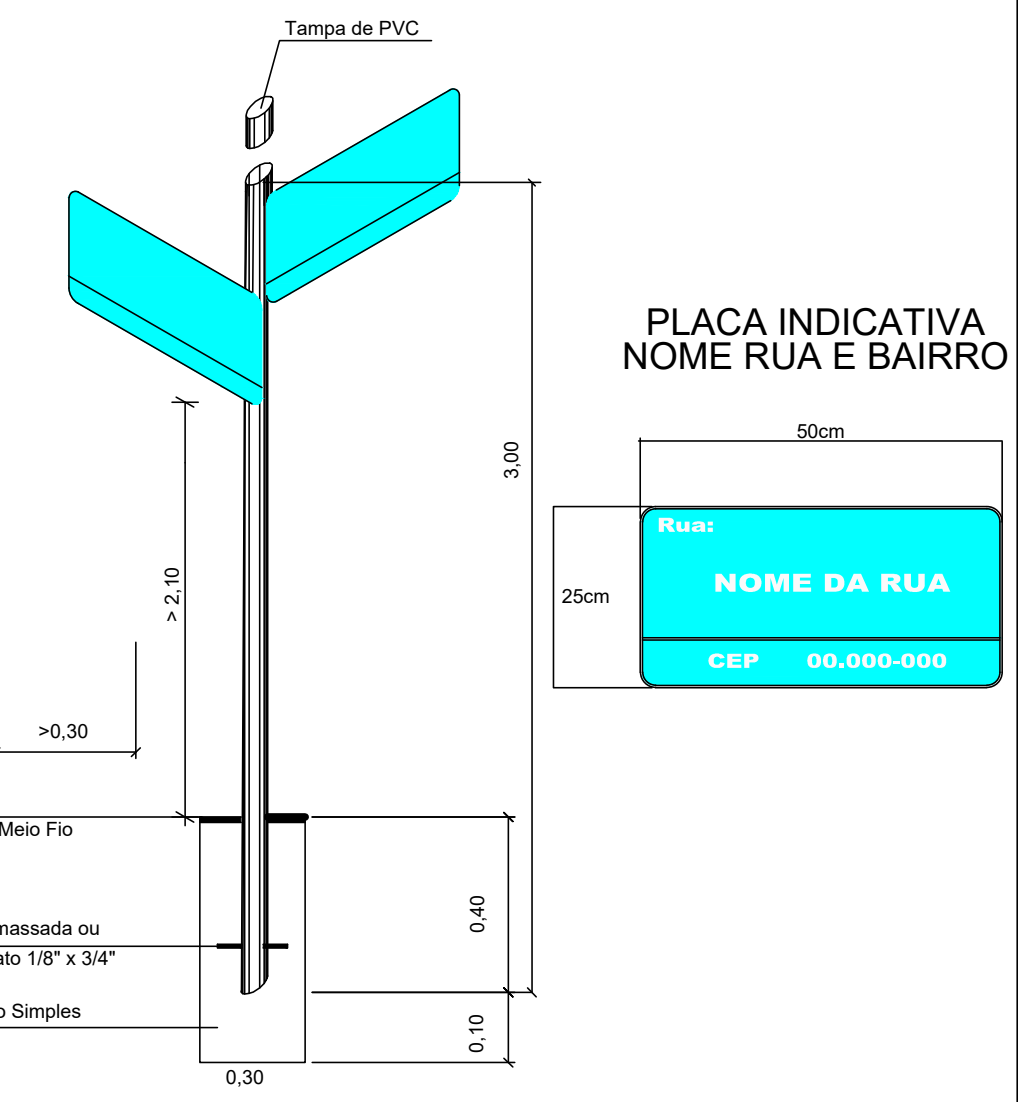 Tampa de PVC
PLACA INDICATIVA
NOME RUA E BAIRRO
50cm
3,00
Rua:
NOME DA RUA
25cm
> 2,10
CEP 00.000-000
>0,30
Meio Fio
0,40
massada ou
ato 1/8" x 3/4"
o Simples
0,10
0,30